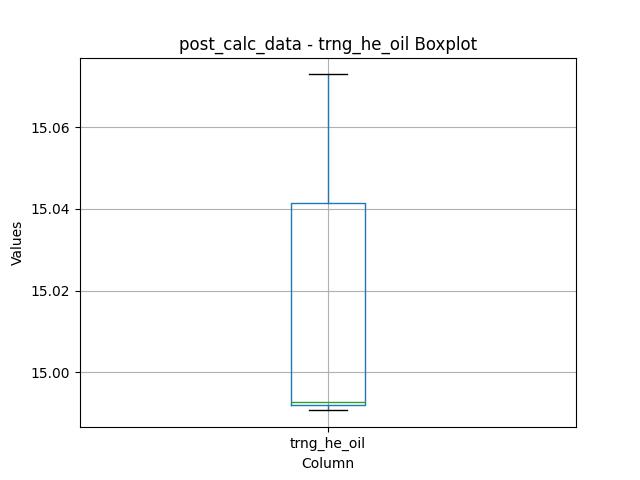 post_calc_data - trng_he_oil Boxplot
15.06
15.04
15.02
15.00
Values
trng_he_oil
Column